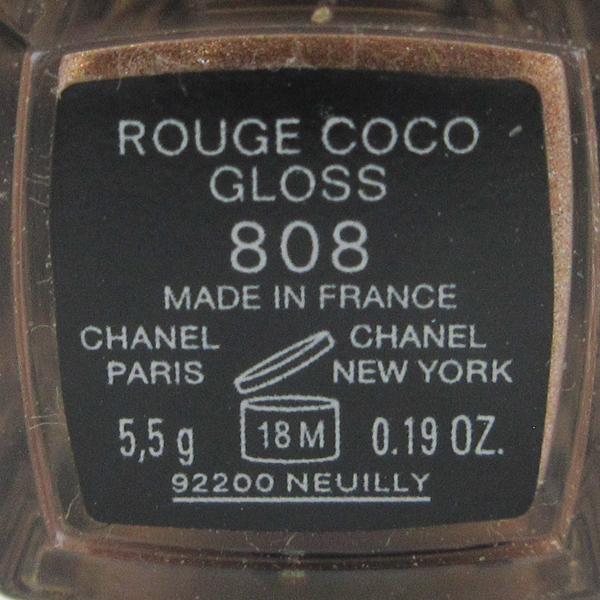 ROUGE COCO
GLOSS
808
MADE IN FRANCE
CHANEL CHANEL
PARIS NEW YORK
5,5 g 18 M 0.19 OZ.
92200 NEUILLY